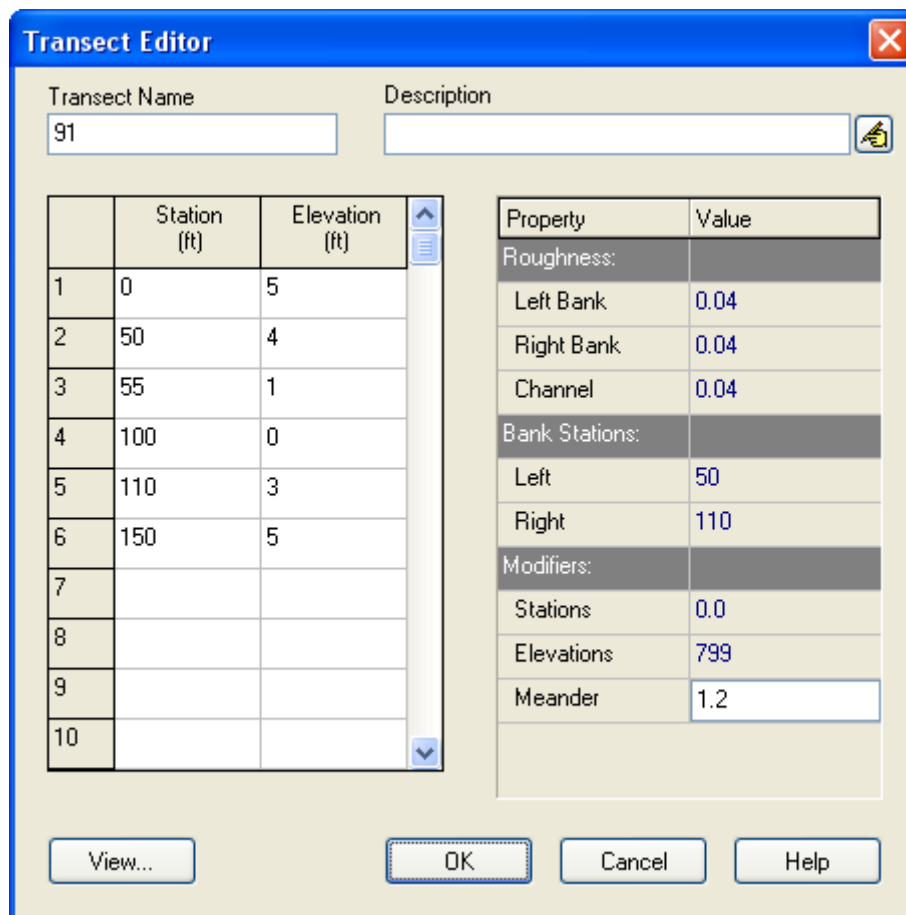 Transect Editor
Transect Name Description
91
Station (ft) Elevation (ft)
1 0 5
2 50 4
3 55 1
4 100 0
5 110 3
6 150 5
7
8
9
10
Property Value
Roughness:
Left Bank 0.04
Right Bank 0.04
Channel 0.04
Bank Stations:
Left 50
Right 110
Modifiers:
Stations 0.0
Elevations 799
Meander 1.2
View... OK Cancel Help